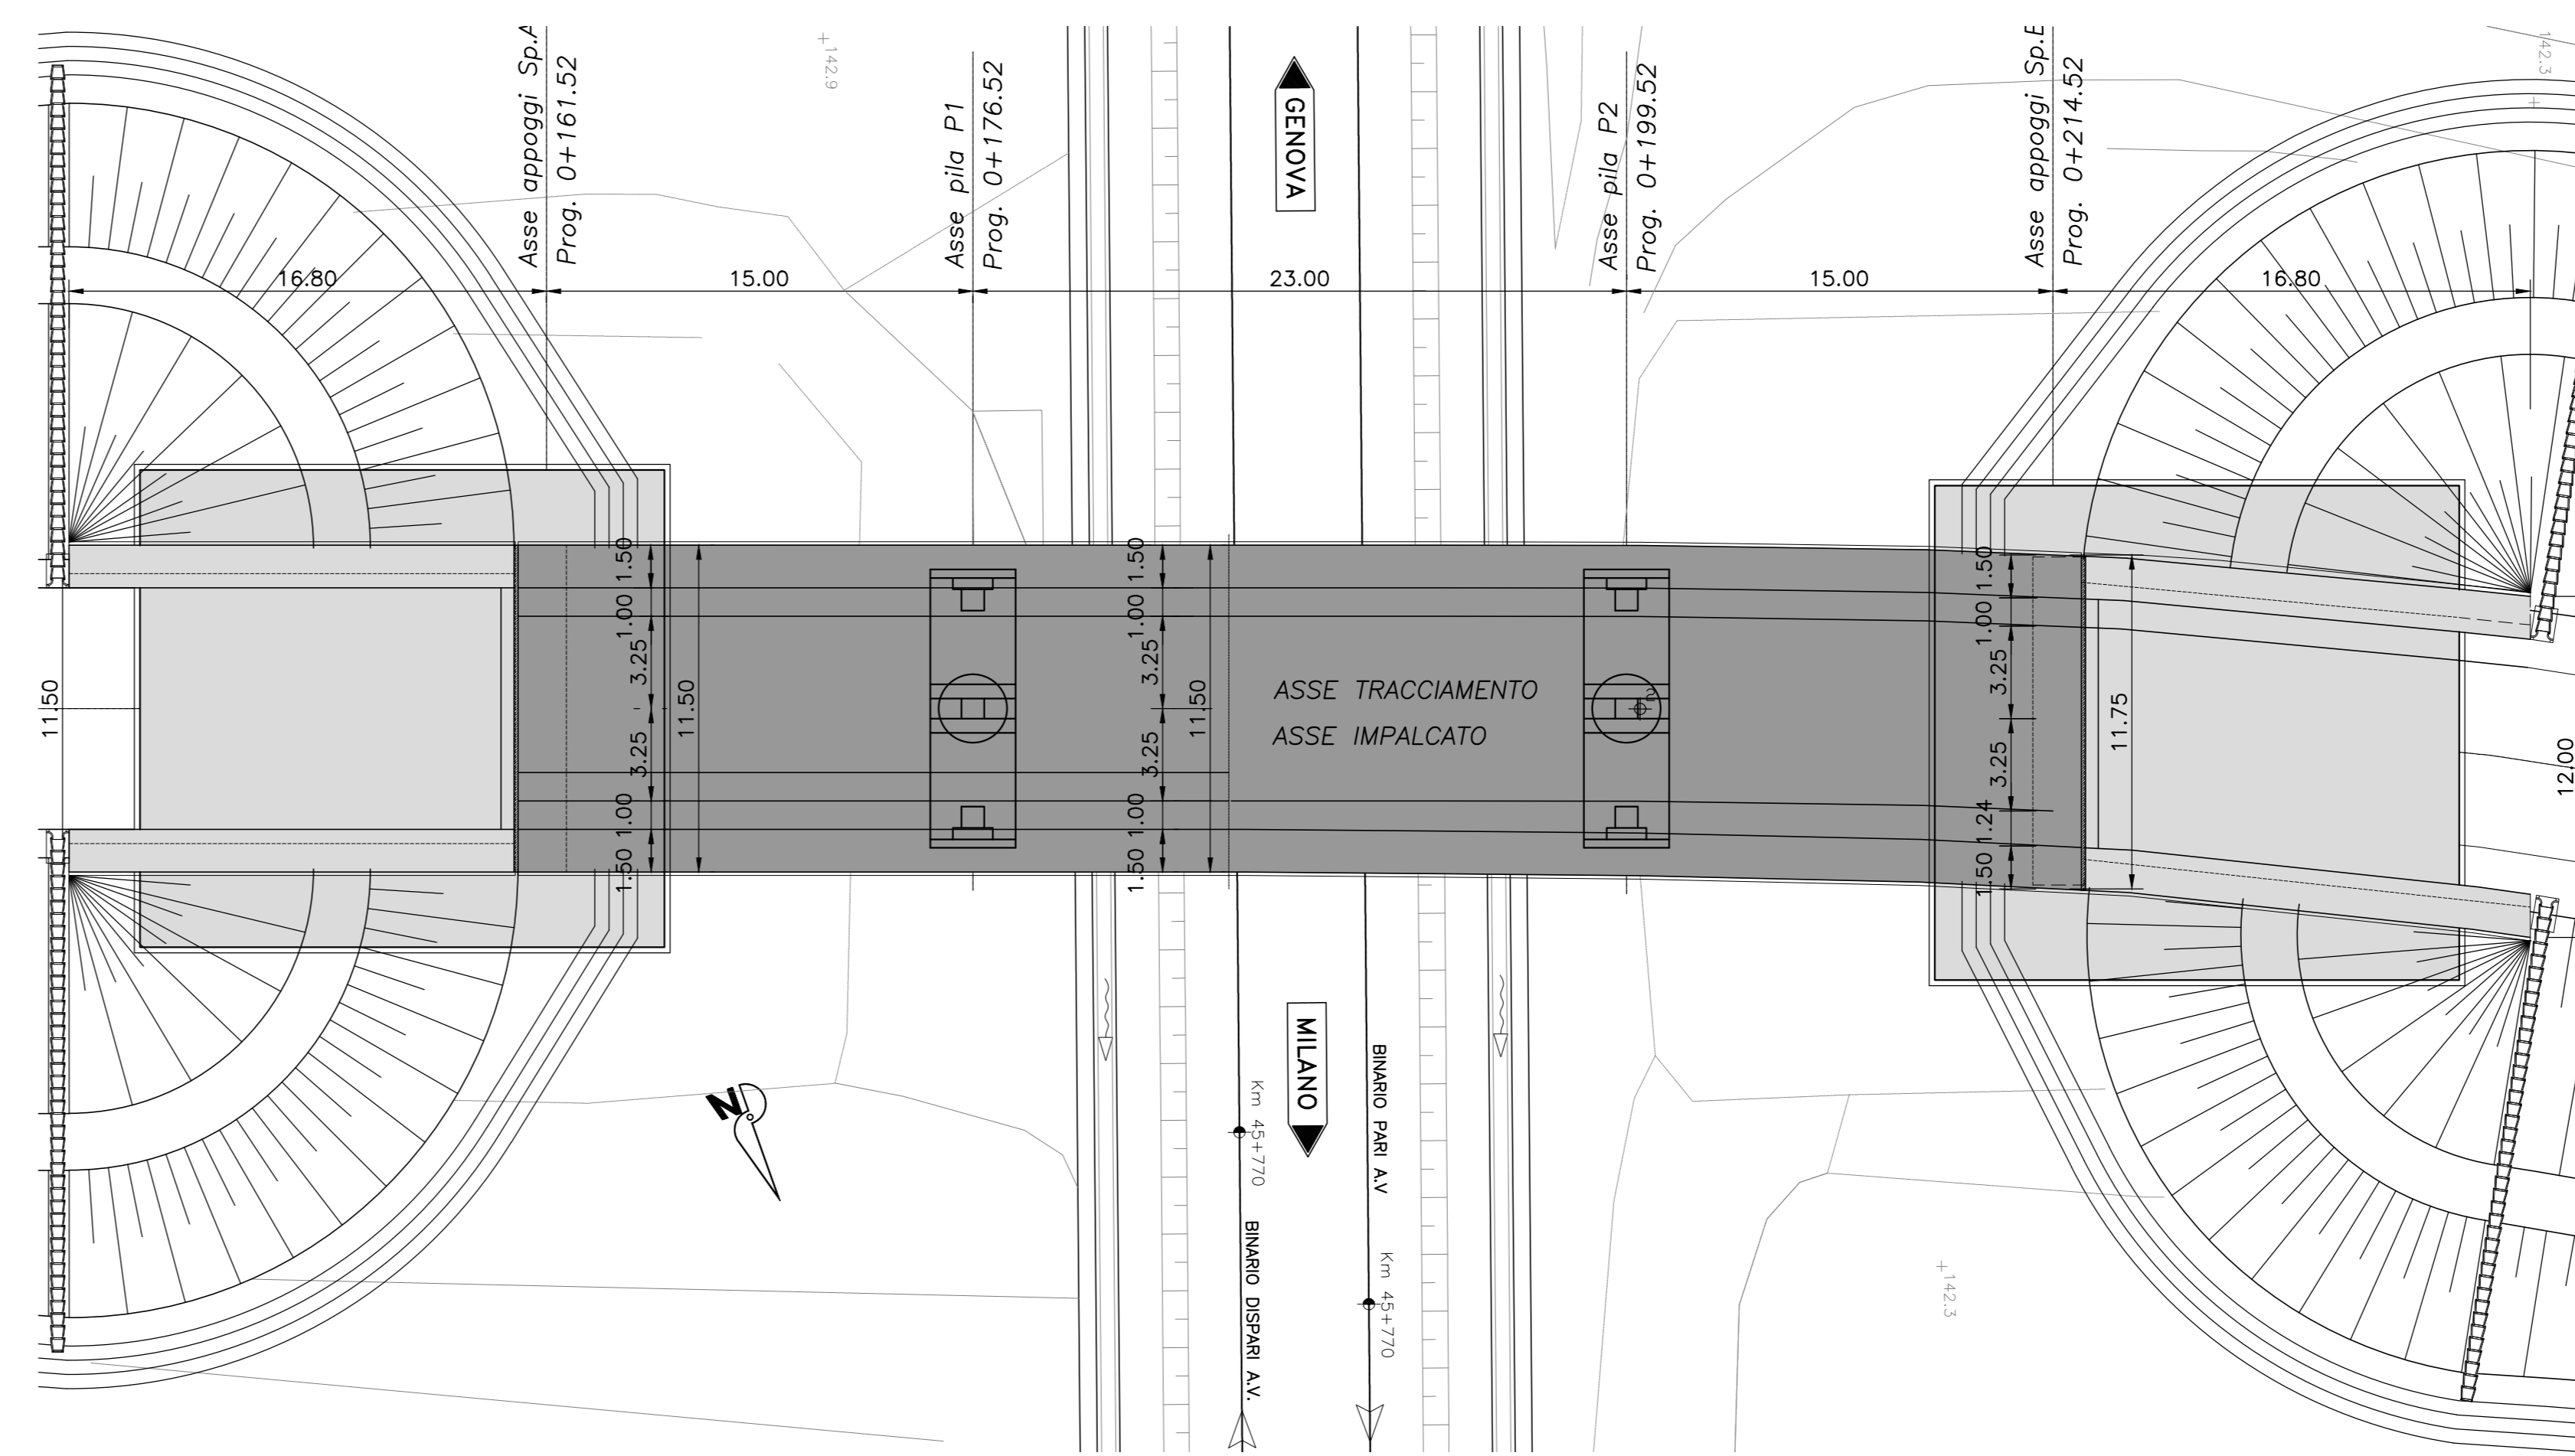 Asse appoggi Sp.A
Prog. 0+161.52
142.9
Asse pila P1
Prog. 0+176.52
GENOVA
Asse pila P2
Prog. 0+199.52
Asse appoggi Sp.
Prog. 0+214.52
142.3
16.80
15.00
23.00
15.00
16.80
1.50
1.00
3.25
3.25
1.00
1.50
11.50
11.50
1.50
1.00
3.25
3.25
1.00
1.50
11.50
ASSE TRACCIAMENTO
ASSE IMPALCATO
1.50
1.00
3.25
3.25
1.24
1.50
11.75
12.00
N
MILANO
BINARIO PARI A.V
Km 45+770
Km 45+770
BINARIO DISPARI A.V.
142.3